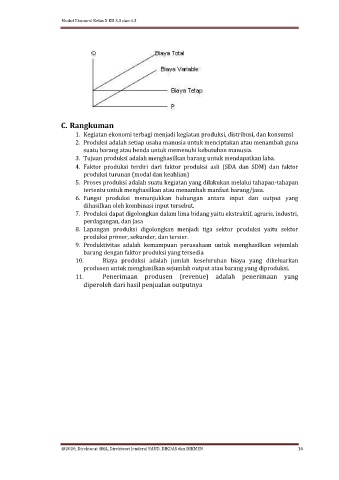 Modul Ekonomi Kelas X KD 3.3 dan 4.3
Q
Biaya Total
Biaya Variable
Biaya Tetap
P
C. Rangkuman
1. Kegiatan ekonomi terbagi menjadi kegiatan produksi, distribusi, dan konsumsi
2. Produksi adalah setiap usaha manusia untuk menciptakan atau menambah guna
suatu barang atau benda untuk memenuhi kebutuhan manusia.
3. Tujuan produksi adalah menghasilkan barang untuk mendapatkan laba.
4. Faktor produksi terdiri dari faktor produksi asli (SDA dan SDM) dan faktor
produksi turunan (modal dan keahlian)
5. Proses produksi adalah suatu kegiatan yang dilakukan melalui tahapan-tahapan
tertentu untuk menghasilkan atau menambah manfaat barang/jasa.
6. Fungsi produksi menunjukkan hubungan antara input dan output yang
dihasilkan oleh kombinasi input tersebut.
7. Produksi dapat digolongkan dalam lima bidang yaitu ekstraktif, agraris, industri,
perdagangan, dan jasa
8. Lapangan produksi digolongkan menjadi tiga sektor produksi yaitu sektor
produksi primer, sekunder, dan tersier.
9. Produktivitas adalah kemampuan perusahaan untuk menghasilkan sejumlah
barang dengan faktor produksi yang tersedia
10. Biaya produksi adalah jumlah keseluruhan biaya yang dikeluarkan
produsen untuk menghasilkan sejumlah output atau barang yang diproduksi.
11. Penerimaan produsen (revenue) adalah penerimaan yang
diperoleh dari hasil penjualan outputnya
@2020, Direktorat SMA, Direktorat Jenderal PAUD, DIKDAS dan DIKMEN
16